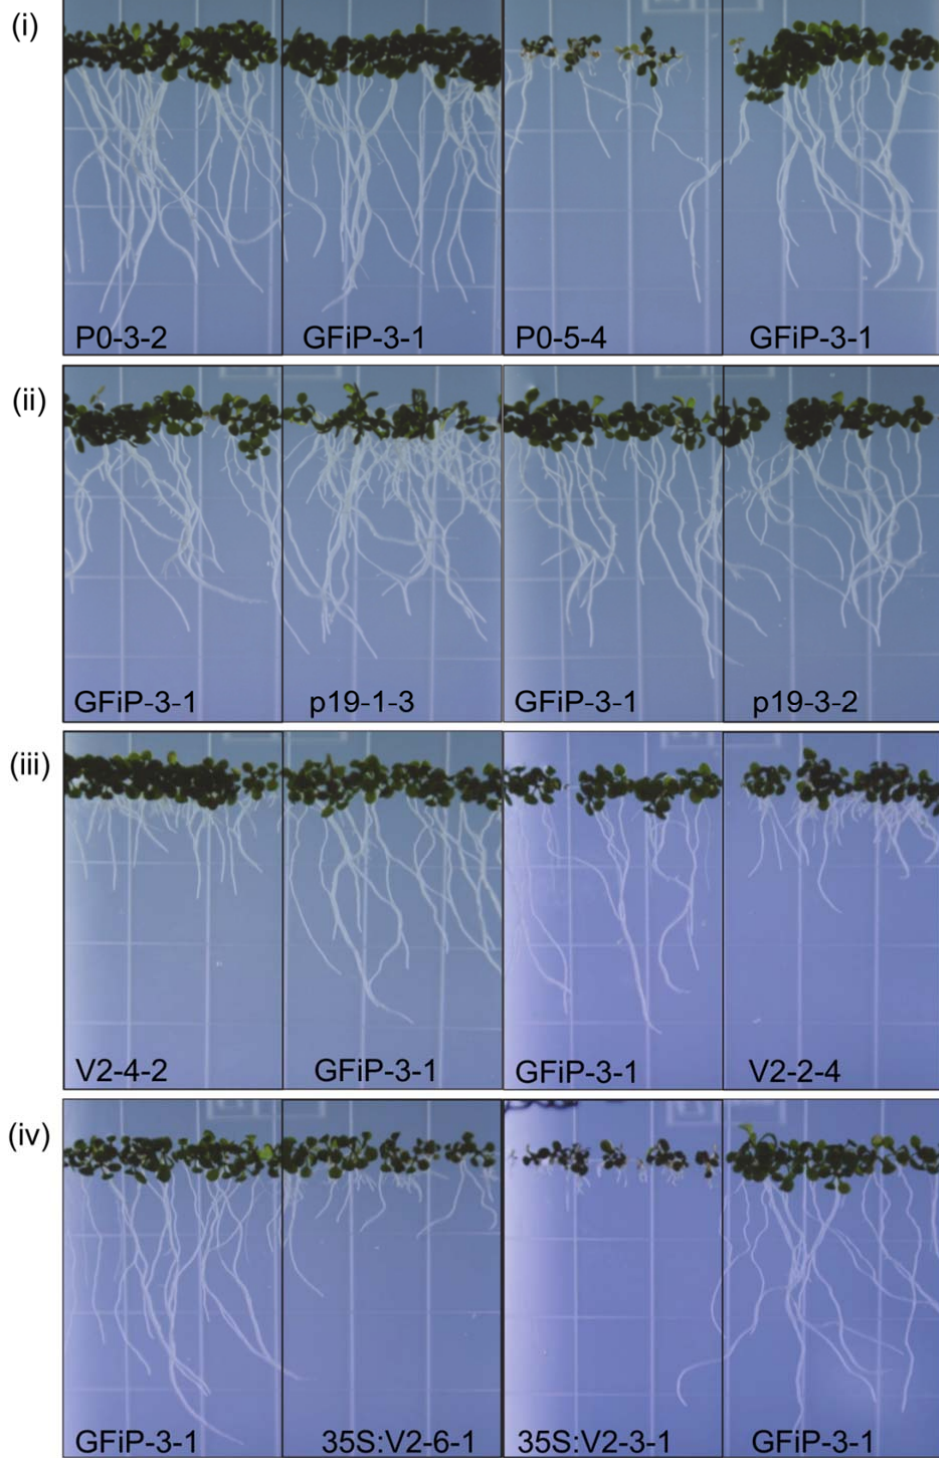 (i)
P0-3-2 GFiP-3-1 P0-5-4 GFiP-3-1
(ii)
GFiP-3-1 p19-1-3 GFiP-3-1 p19-3-2
(iii)
V2-4-2 GFiP-3-1 GFiP-3-1 V2-2-4
(iv)
GFiP-3-1 35S:V2-6-1 35S:V2-3-1 GFiP-3-1